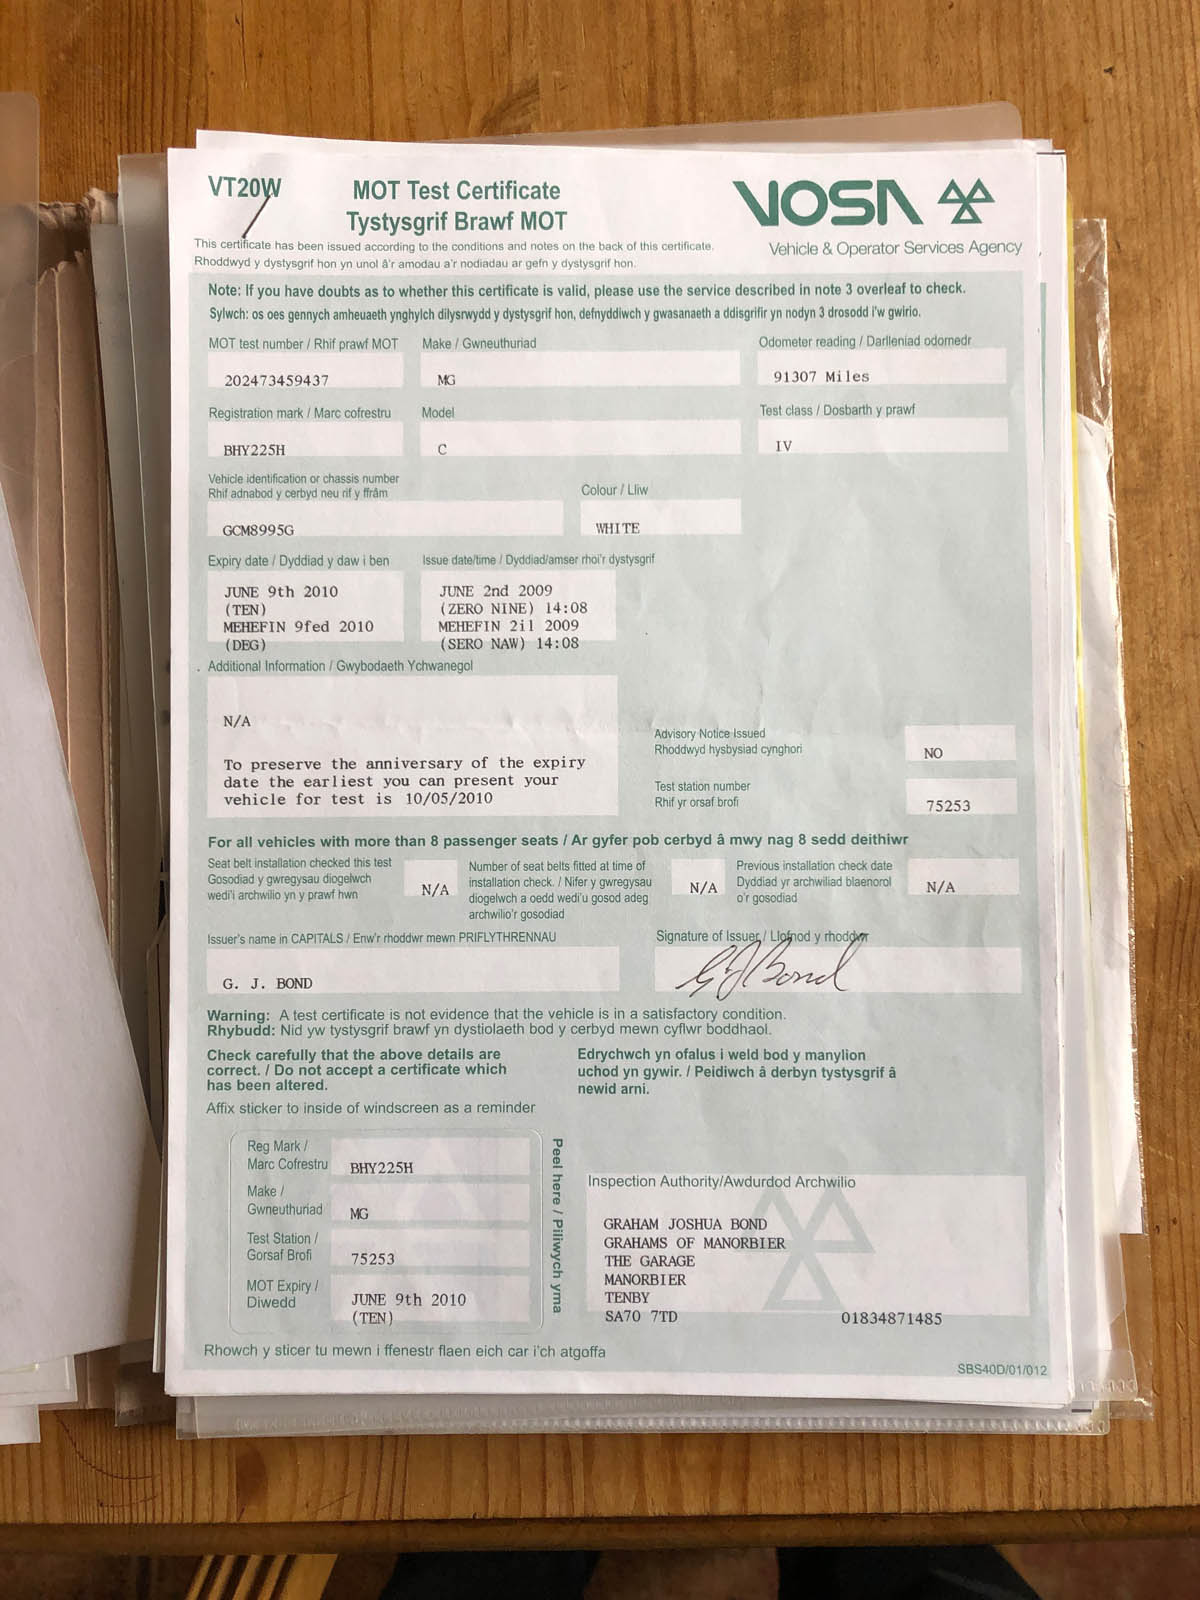 VT20W
MOT Test Certificate
Tystysgrif Brawf MOT
VOSA
Vehicle & Operator Services Agency
This certificate has been issued according to the conditions and notes on the back of this certificate.
Rhoddwyd y dystysgrif hon yn unol â'r amodau a'r nodiadau ar gefn y dystysgrif hon.
Note: If you have doubts as to whether this certificate is valid, please use the service described in note 3 overleaf to check.
Sylwch: os oes gennych amheuaeth ynghylch dilysrwydd y dystysgrif hon, defnyddiwch y gwasanaeth a ddisgrifir yn nodyn 3 drosodd i'w gwirio.
MOT test number / Rhif prawf MOT
202473459437
Make / Gwneuthuriad
MG
Odometer reading / Darlleniad odomedr
91307 Miles
Registration mark / Marc cofrestru
BHY225H
Model
C
Test class / Dosbarth y prawf
IV
Vehicle identification or chassis number
Rhif adnabod y cerbyd neu rif y ffrâm
GCM8995G
Colour / Lliw
WHITE
Expiry date / Dyddiad y daw i ben
JUNE 9th 2010
(TEN)
MEHEFIN 9fed 2010
(DEG)
Issue date/time / Dyddiad/amser rhoi'r dystysgrif
JUNE 2nd 2009
(ZERO NINE) 14:08
MEHEFIN 2il 2009
(SERO NAW) 14:08
Additional Information / Gwybodaeth Ychwanegol
N/A
To preserve the anniversary of the expiry
date the earliest you can present your
vehicle for test is 10/05/2010
Advisory Notice Issued
Rhoddwyd hysbysiad cynghori
NO
Test station number
Rhif yr orsaf brofi
75253
For all vehicles with more than 8 passenger seats / Ar gyfer pob cerbyd â mwy nag 8 sedd deithiwr
Seat belt installation checked this test
Gosodiad y gwregysau diogelwch
wedi'i archwilio yn y prawf hwn
N/A
Number of seat belts fitted at time of
installation check. / Nifer y gwregysau
diogelwch a oedd wedi'u gosod adeg
archwilio'r gosodiad
N/A
Previous installation check date
Dyddiad yr archwiliad blaenorol
o'r gosodiad
N/A
Issuer's name in CAPITALS / Enw'r rhoddwr mewn PRIFLYTHRENNAU
G. J. BOND
Signature of Issuer / Llofnod y rhoddwr
G J Bond
Warning: A test certificate is not evidence that the vehicle is in a satisfactory condition.
Rhybudd: Nid yw tystysgrif brawf yn dystiolaeth bod y cerbyd mewn cyflwr boddhaol.
Check carefully that the above details are
correct. / Do not accept a certificate which
has been altered.
Edrychwch yn ofalus i weld bod y manylion
uchod yn gywir. / Peidiwch â derbyn tystysgrif â
newid arni.
Affix sticker to inside of windscreen as a reminder
Reg Mark /
Marc Cofrestru
BHY225H
Make /
Gwneuthuriad
MG
Test Station /
Gorsaf Brofi
75253
MOT Expiry /
Diwedd
JUNE 9th 2010
(TEN)
Peel here / Piliwych yma
Inspection Authority/Awdurdod Archwilio
GRAHAM JOSHUA BOND
GRAHAMS OF MANORBIER
THE GARAGE
MANORBIER
TENBY
SA70 7TD
01834871485
Rhowch y sticer tu mewn i ffenestr flaen eich car i'ch atgoffa
SBS40D/01/012